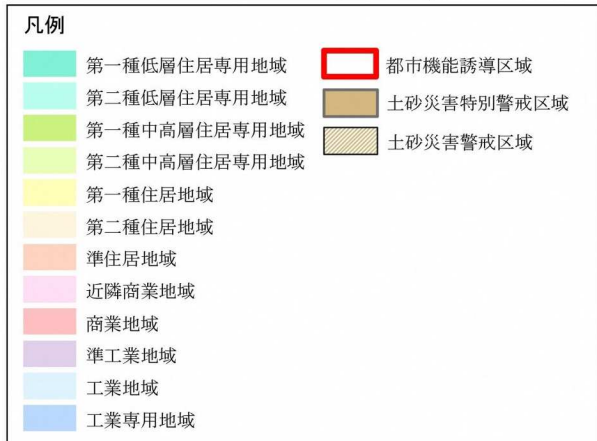 凡例
第一種低層住居専用地域
第二種低層住居専用地域
第一種中高層住居専用地域
第二種中高層住居専用地域
第一種住居地域
第二種住居地域
準住居地域
近隣商業地域
商業地域
準工業地域
工業地域
工業専用地域
都市機能誘導区域
土砂災害特別警戒区域
土砂災害警戒区域